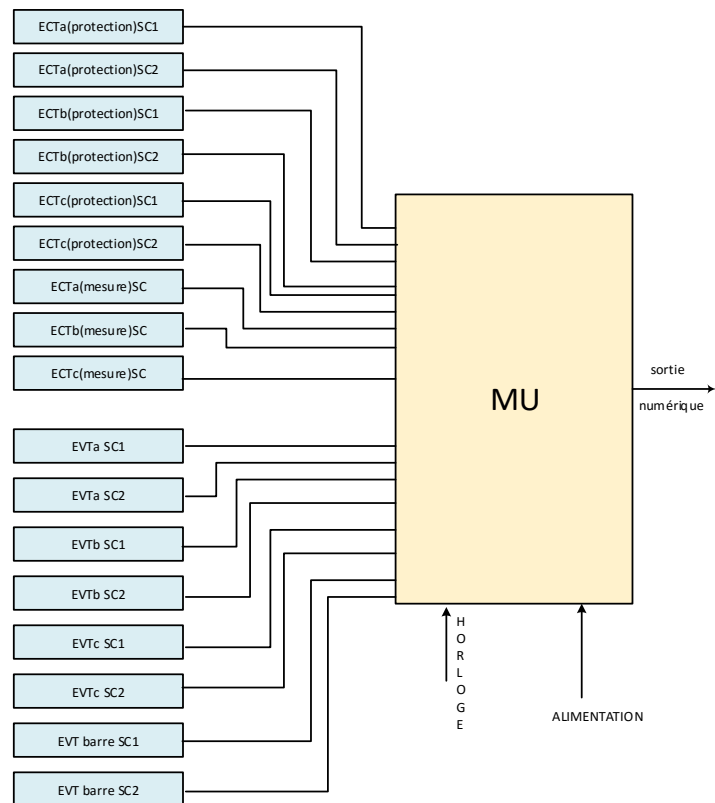 ECTa(protection)SC1
ECTa(protection)SC2
ECTb(protection)SC1
ECTb(protection)SC2
ECTc(protection)SC1
ECTc(protection)SC2
ECTa(mesure)SC
ECTb(mesure)SC
ECTc(mesure)SC
EVTa SC1
EVTa SC2
EVTb SC1
EVTb SC2
EVTc SC1
EVTc SC2
EVT barre SC1
EVT barre SC2
MU
sortie
numérique
HORLOGE
ALIMENTATION